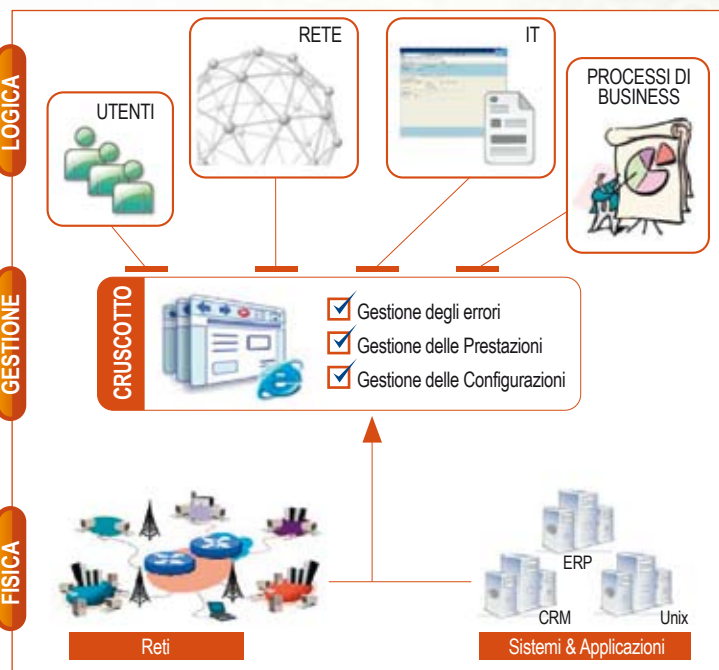 LOGICA
UTENTI
RETE
IT
PROCESSI DI
BUSINESS
GESTIONE
CRUSCOTTO
Gestione degli errori
Gestione delle Prestazioni
Gestione delle Configurazioni
FISICA
ERP
CRM
Unix
Reti
Sistemi & Applicazioni